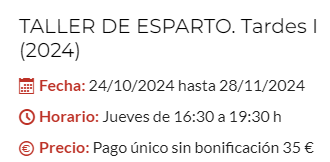 TALLER DE ESPARTO. Tardes I
(2024)
Fecha: 24/10/2024 hasta 28/11/2024
Horario: Jueves de 16:30 a 19:30 h
Precio: Pago único sin bonificación 35 €